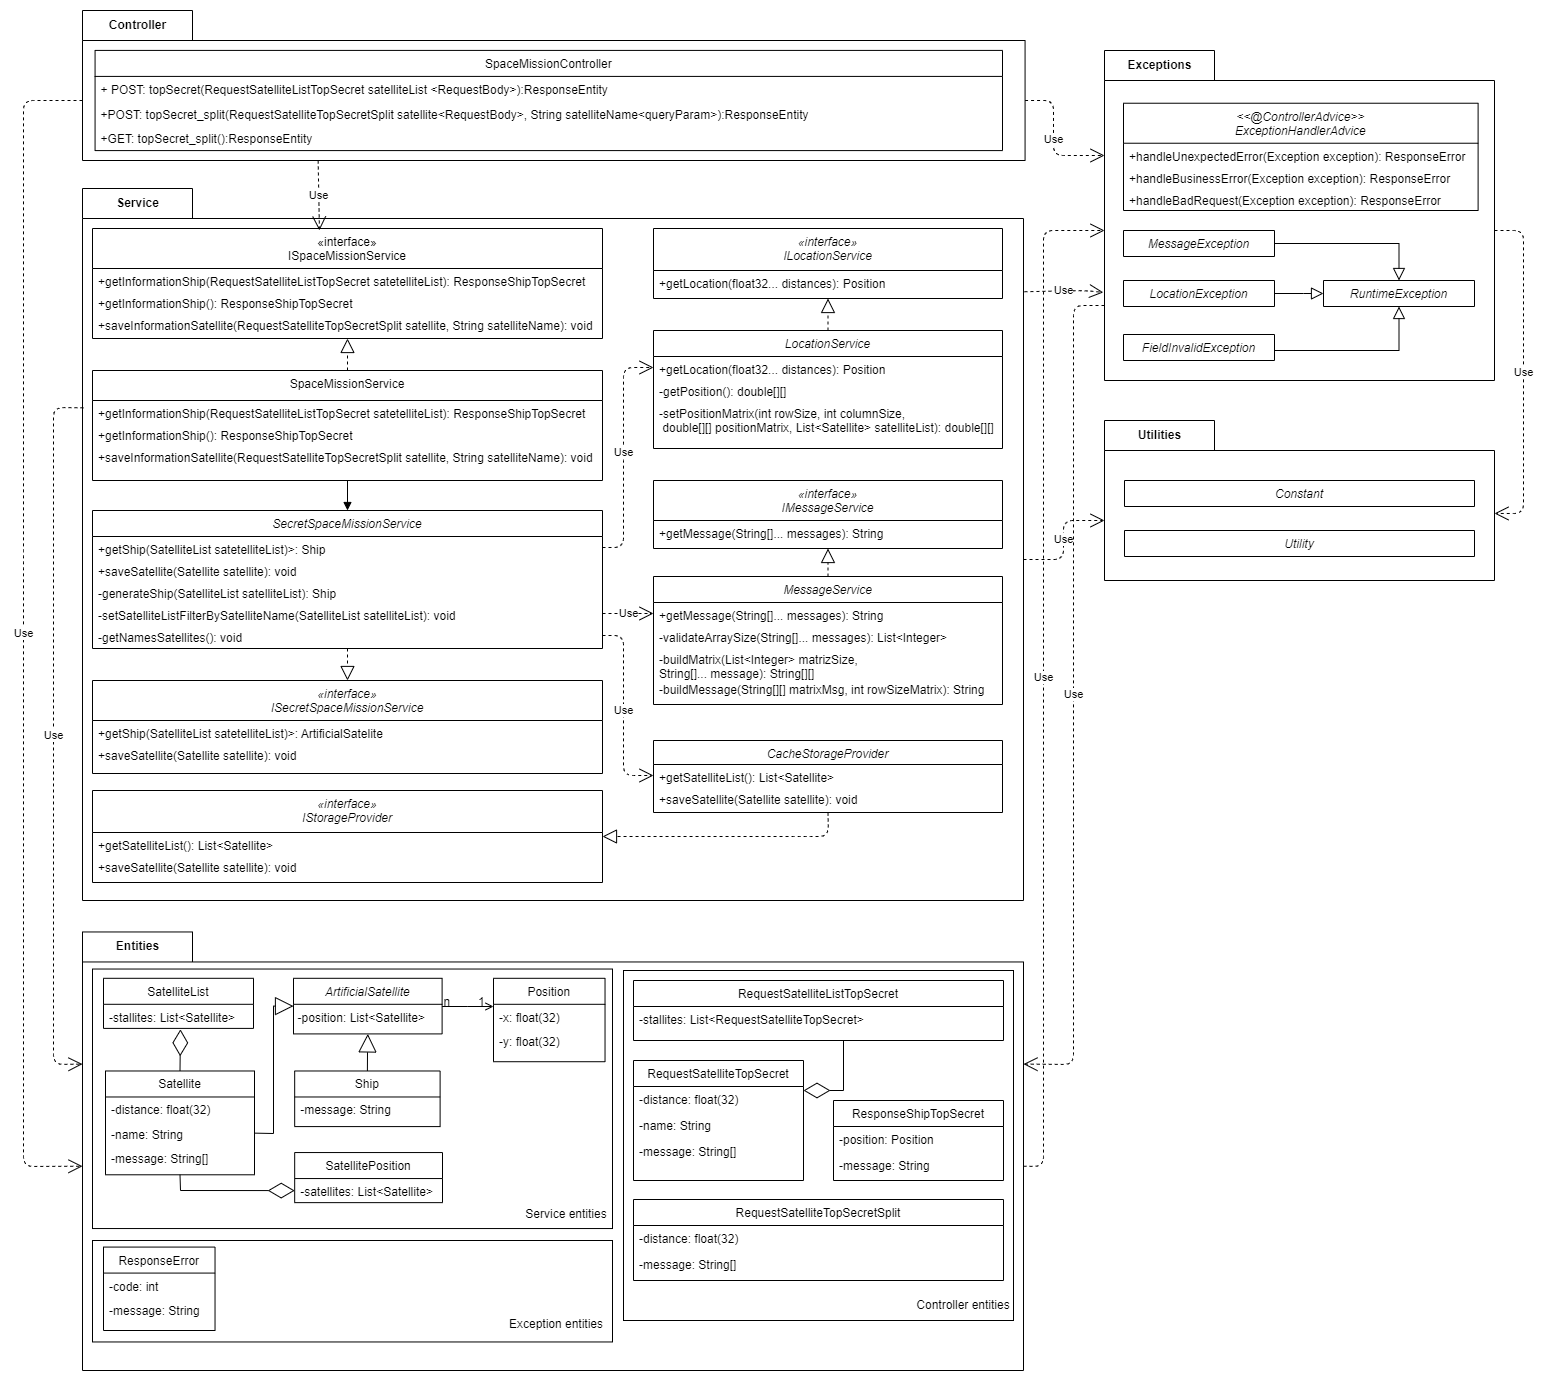 Controller
SpaceMissionController
+ POST: topSecret(RequestSatelliteListTopSecret sateliteList <RequestBody>):ResponseEntity
+POST: topSecret_split(RequestSatelliteTopSecretSplit satellite<RequestBody>, String satelliteName<queryParam>):ResponseEntity
+GET: topSecret_split():ResponseEntity
Use
Use
Use
Exceptions
<<@ControllerAdvice>>
ExceptionHandlerAdvice
+handleUnexpectedError(Exception exception): ResponseError
+handleBusinessError(Exception exception): ResponseError
+handleBadRequest(Exception exception): ResponseError
MessageException
LocationException
RuntimeException
FieldInvalidException
Use
Use
Utilities
Constant
Utility
Use
Use
Use
Service
«interface»
ISpaceMissionService
+getInformationShip(RequestSatelliteListTopSecret satetelliteList): ResponseShipTopSecret
+getInformationShip(): ResponseShipTopSecret
+saveInformationSatellite(RequestSatelliteTopSecretSplit satellite, String satelliteName): void
SpaceMissionService
+getInformationShip(RequestSatelliteListTopSecret satetelliteList): ResponseShipTopSecret
+getInformationShip(): ResponseShipTopSecret
+saveInformationSatellite(RequestSatelliteTopSecretSplit satellite, String satelliteName): void
SecretSpaceMissionService
+getShip(SatelliteList satetelliteList)>: Ship
+saveSatellite(Satellite satellite): void
-generateShip(SatelliteList satelliteList): Ship
-setSatelliteListFilterBySatelliteName(SatelliteList satelliteList): void
-getNamesSatellites(): void
«interface»
ISecretSpaceMissionService
+getShip(SatelliteList satetelliteList)>: ArtificialSatelite
+saveSatellite(Satellite satellite): void
«interface»
IStorageProvider
+getSatelliteList(): List<Satellite>
+saveSatellite(Satellite satellite): void
Use
Use
Use
Use
«interface»
ILocationService
+getLocation(float32... distances): Position
LocationService
+getLocation(float32... distances): Position
-getPosition(): double[][]
-setPositionMatrix(int rowSize, int columnSize,
double[][] positionMatrix, List<Satellite> satelliteList): double[][]
«interface»
IMessageService
+getMessage(String[]... messages): String
MessageService
+getMessage(String[]... messages): String
-validateArraySize(String[]... messages): List<Integer>
-buildMatrix(List<Integer> matrizSize,
String[]... message): String[][]
-buildMessage(String[][] matrixMsg, int rowSizeMatrix): String
CacheStorageProvider
+getSatelliteList(): List<Satellite>
+saveSatellite(Satellite satellite): void
Entities
SatelliteList
-stallites: List<Satellite>
ArtificialSatellite
-position: List<Satellite>
n
1
Position
-x: float(32)
-y: float(32)
Satellite
-distance: float(32)
-name: String
-message: String[]
Ship
-message: String
SatellitePosition
-satellites: List<Satellite>
Service entities
ResponseError
-code: int
-message: String
Exception entities
RequestSatelliteListTopSecret
-stallites: List<RequestSatelliteTopSecret>
RequestSatelliteTopSecret
-distance: float(32)
-name: String
-message: String[]
ResponseShipTopSecret
-position: Position
-message: String
RequestSatelliteTopSecretSplit
-distance: float(32)
-message: String[]
Controller entities